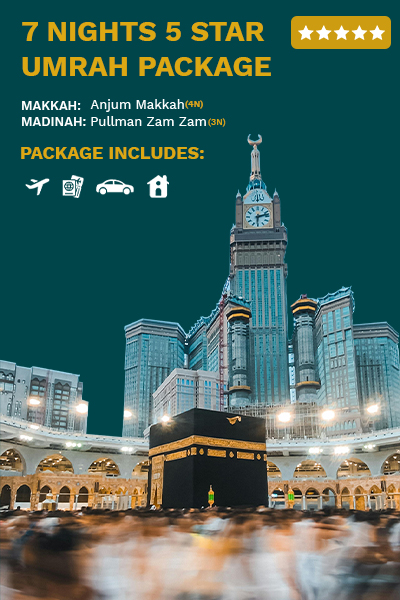 7 NIGHTS 5 STAR
UMRAH PACKAGE
MAKKAH: Anjum Makkah(4N)
MADINAH: Pullman Zam Zam(3N)
PACKAGE INCLUDES: